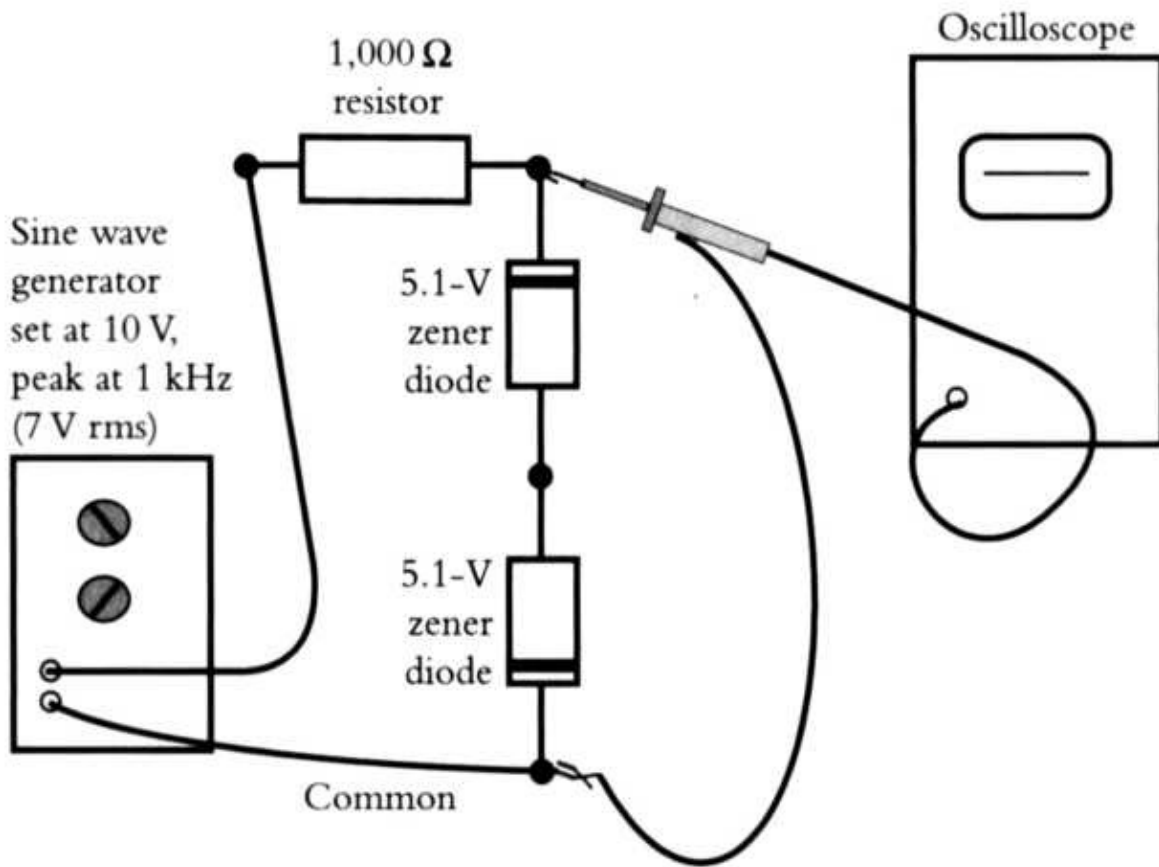 Oscilloscope
1,000 Ω
resistor
Sine wave
generator
set at 10 V,
peak at 1 kHz
(7 V rms)
5.1-V
zener
diode
5.1-V
zener
diode
Common